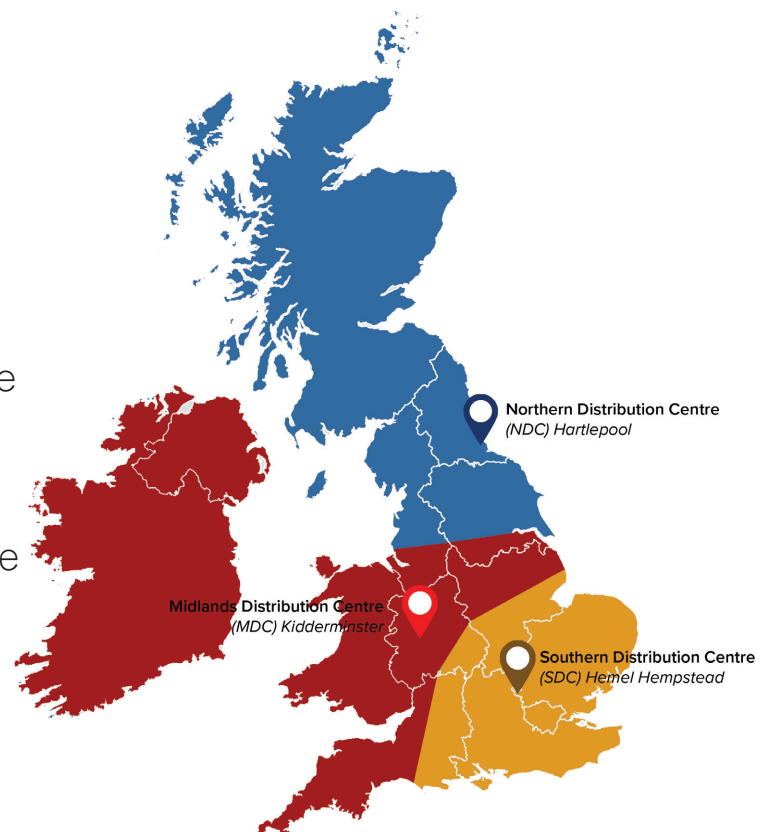 e
Northern Distribution Centre
(NDC) Hartlepool
e
Midlands Distribution Centre
(MDC) Kidderminster
Southern Distribution Centre
(SDC) Hemel Hempstead